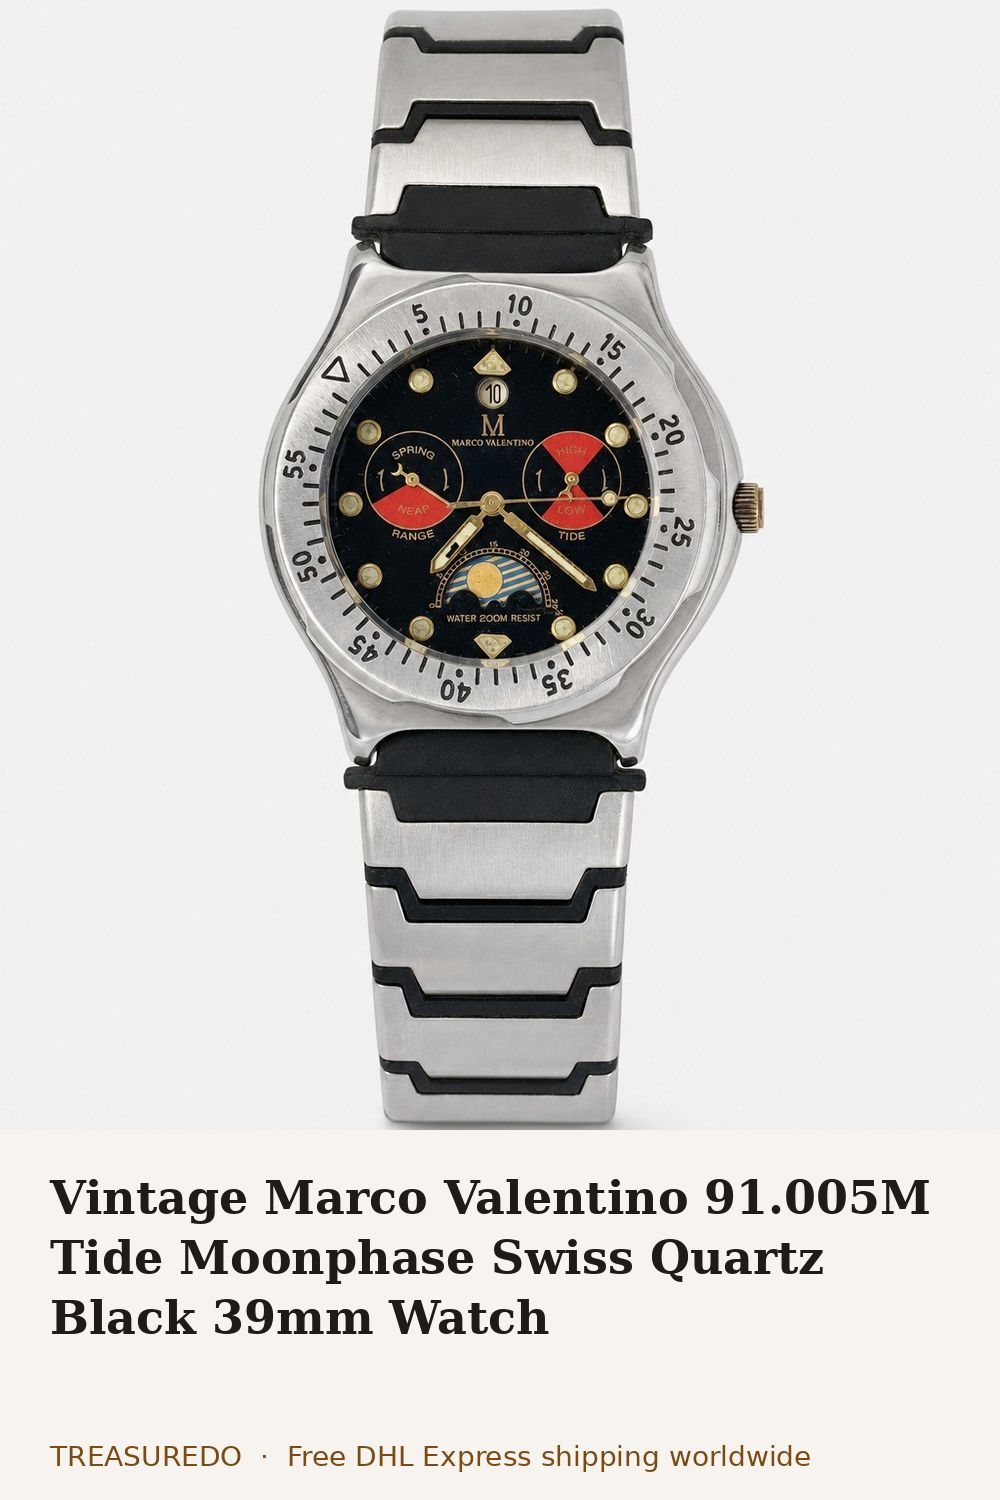 5
10
15
20
25
30
35
40
45
50
55
10
M
MARCO VALENTINO
SPRING
NEAP
RANGE
HIGH
LOW
TIDE
15
20
WATER 200M RESIST
Vintage Marco Valentino 91.005M
Tide Moonphase Swiss Quartz
Black 39mm Watch
TREASUREDO · Free DHL Express shipping worldwide